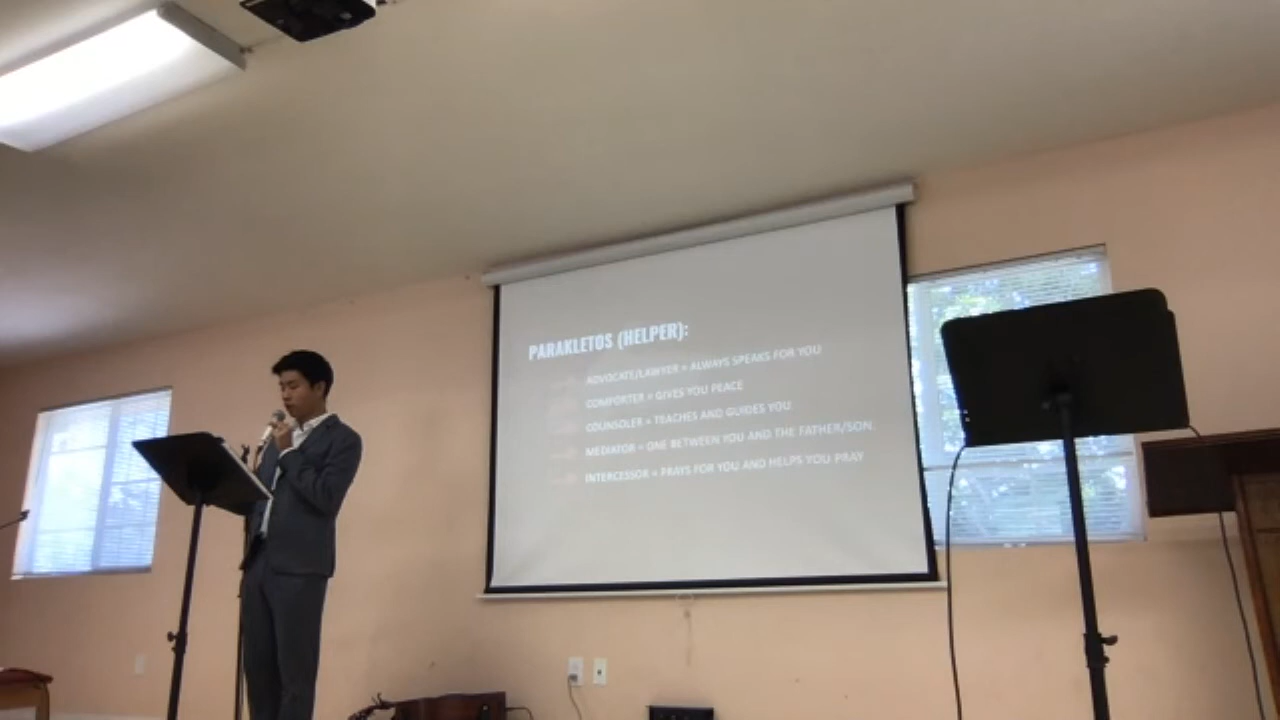 PARAKLETOS (HELPER):
ADVOCATE/LAWYER = ALWAYS SPEAKS FOR YOU
COMFORTER = GIVES YOU PEACE
COUNSOLER = TEACHES AND GUIDES YOU
MEDIATOR = ONE BETWEEN YOU AND THE FATHER/SON.
INTERCESSOR = PRAYS FOR YOU AND HELPS YOU PRAY